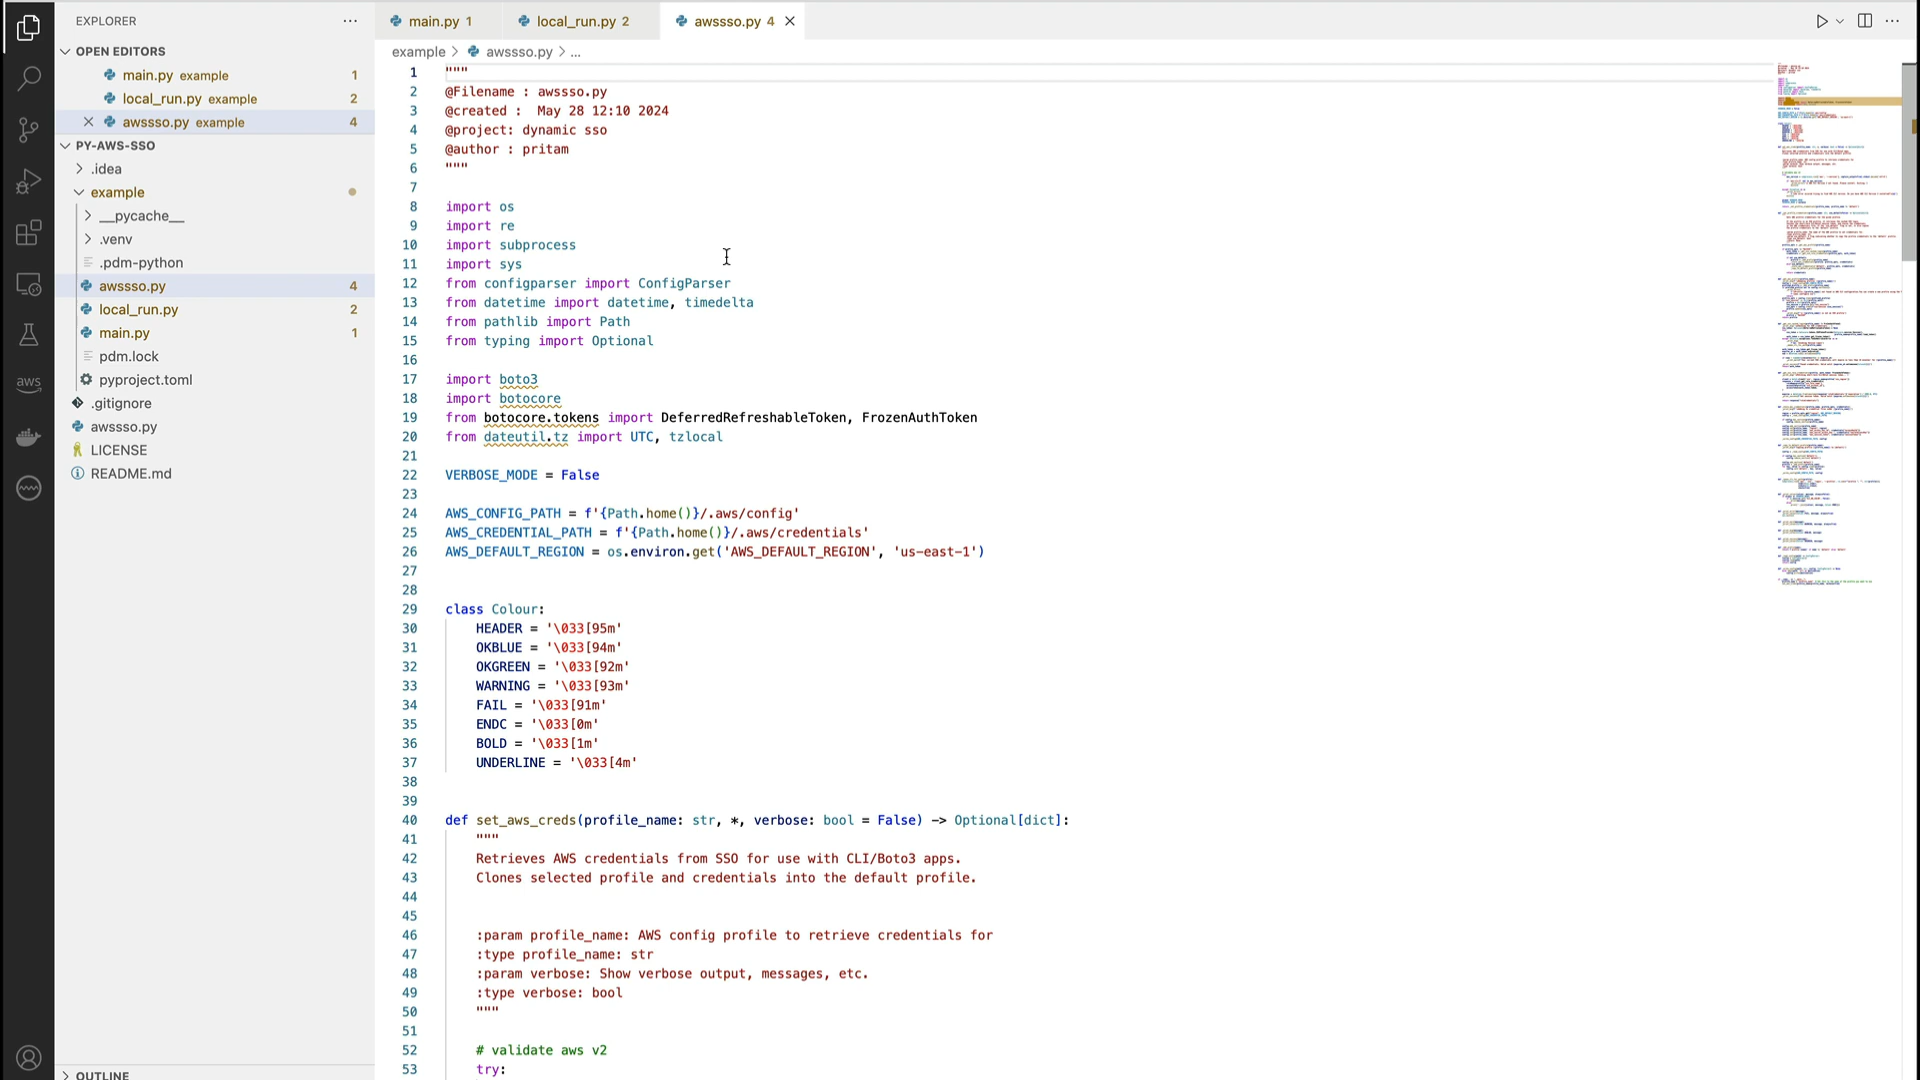 EXPLORER
OPEN EDITORS
main.py example 1
local_run.py example 2
awssso.py example 4
PY-AWS-SSO
.idea
example
__pycache__
.venv
.pdm-python
awssso.py 4
local_run.py 2
main.py 1
pdm.lock
pyproject.toml
.gitignore
awssso.py
LICENSE
README.md
OUTLINE
aws
main.py 1 local_run.py 2 awssso.py 4
example > awssso.py > ...
1 """
2 @Filename : awssso.py
3 @created :  May 28 12:10 2024
4 @project: dynamic sso
5 @author : pritam
6 """
7
8 import os
9 import re
10 import subprocess
11 import sys
12 from configparser import ConfigParser
13 from datetime import datetime, timedelta
14 from pathlib import Path
15 from typing import Optional
16
17 import boto3
18 import botocore
19 from botocore.tokens import DeferredRefreshableToken, FrozenAuthToken
20 from dateutil.tz import UTC, tzlocal
21
22 VERBOSE_MODE = False
23
24 AWS_CONFIG_PATH = f'{Path.home()}/.aws/config'
25 AWS_CREDENTIAL_PATH = f'{Path.home()}/.aws/credentials'
26 AWS_DEFAULT_REGION = os.environ.get('AWS_DEFAULT_REGION', 'us-east-1')
27
28
29 class Colour:
30     HEADER = '\033[95m'
31     OKBLUE = '\033[94m'
32     OKGREEN = '\033[92m'
33     WARNING = '\033[93m'
34     FAIL = '\033[91m'
35     ENDC = '\033[0m'
36     BOLD = '\033[1m'
37     UNDERLINE = '\033[4m'
38
39
40 def set_aws_creds(profile_name: str, *, verbose: bool = False) -> Optional[dict]:
41     """
42     Retrieves AWS credentials from SSO for use with CLI/Boto3 apps.
43     Clones selected profile and credentials into the default profile.
44
45
46     :param profile_name: AWS config profile to retrieve credentials for
47     :type profile_name: str
48     :param verbose: Show verbose output, messages, etc.
49     :type verbose: bool
50     """
51
52     # validate aws v2
53     try: